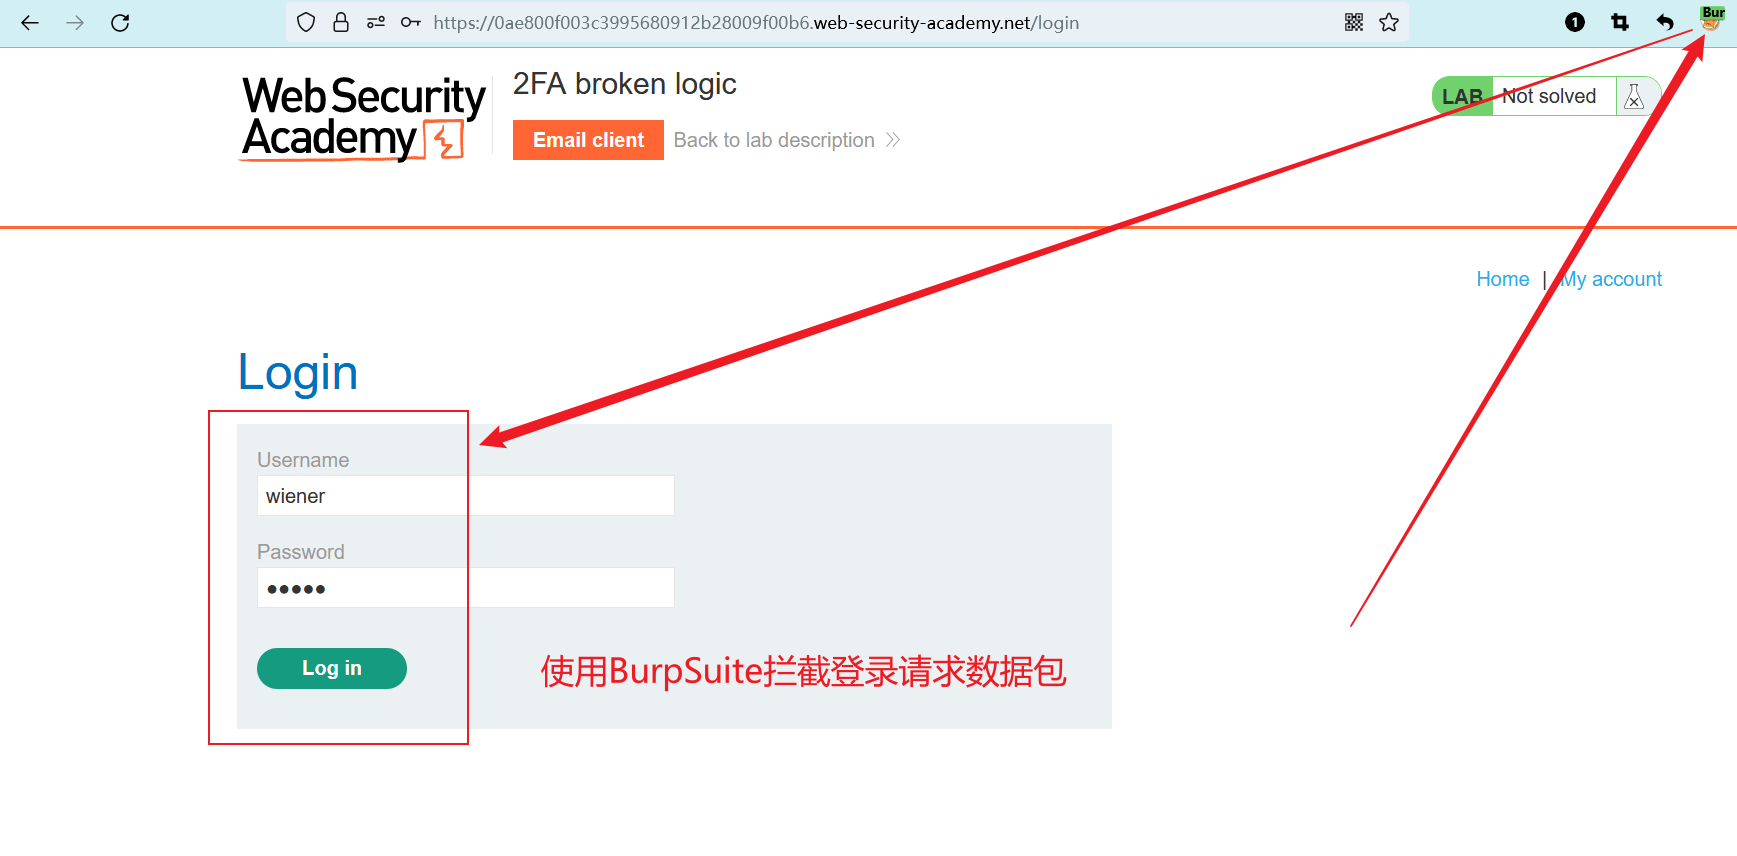 https://0ae800f003c3995680912b28009f00b6.web-security-academy.net/login
1
Bur
Web Security
Academy
2FA broken logic
Email client
Back to lab description
LAB
Not solved
Home | My account
Login
Username
wiener
Password
●●●●●
Log in
使用BurpSuite拦截登录请求数据包